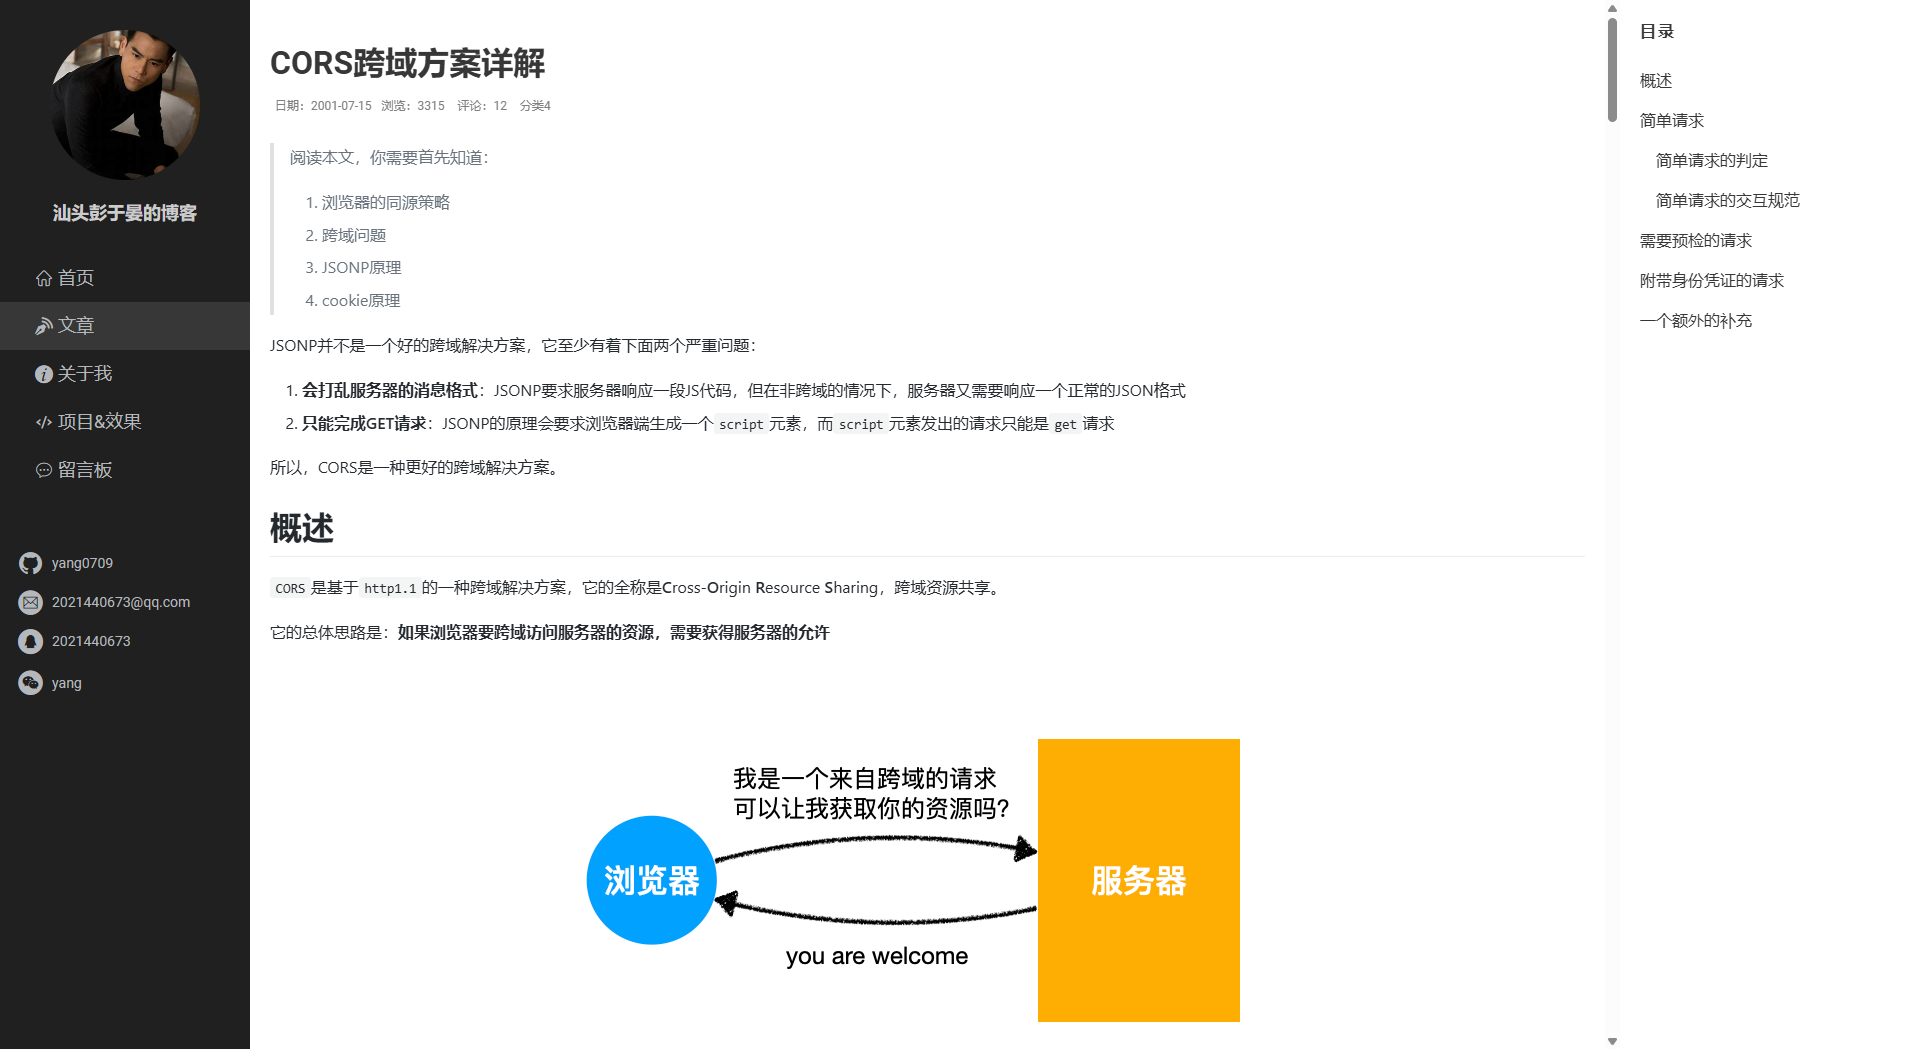 汕头彭于晏的博客
首页
文章
关于我
项目&效果
留言板
yang0709
2021440673@qq.com
2021440673
yang
CORS跨域方案详解
日期：2001-07-15 浏览：3315 评论：12 分类4
阅读本文，你需要首先知道：
1. 浏览器的同源策略
2. 跨域问题
3. JSONP原理
4. cookie原理
JSONP并不是一个好的跨域解决方案，它至少有着下面两个严重问题：
1. 会打乱服务器的消息格式：JSONP要求服务器响应一段JS代码，但在非跨域的情况下，服务器又需要响应一个正常的JSON格式
2. 只能完成GET请求：JSONP的原理会要求浏览器端生成一个 script 元素，而 script 元素发出的请求只能是 get 请求
所以，CORS是一种更好的跨域解决方案。
概述
CORS 是基于 http1.1 的一种跨域解决方案，它的全称是Cross-Origin Resource Sharing，跨域资源共享。
它的总体思路是：如果浏览器要跨域访问服务器的资源，需要获得服务器的允许
我是一个来自跨域的请求
可以让我获取你的资源吗?
浏览器
服务器
you are welcome
目录
概述
简单请求
简单请求的判定
简单请求的交互规范
需要预检的请求
附带身份凭证的请求
一个额外的补充